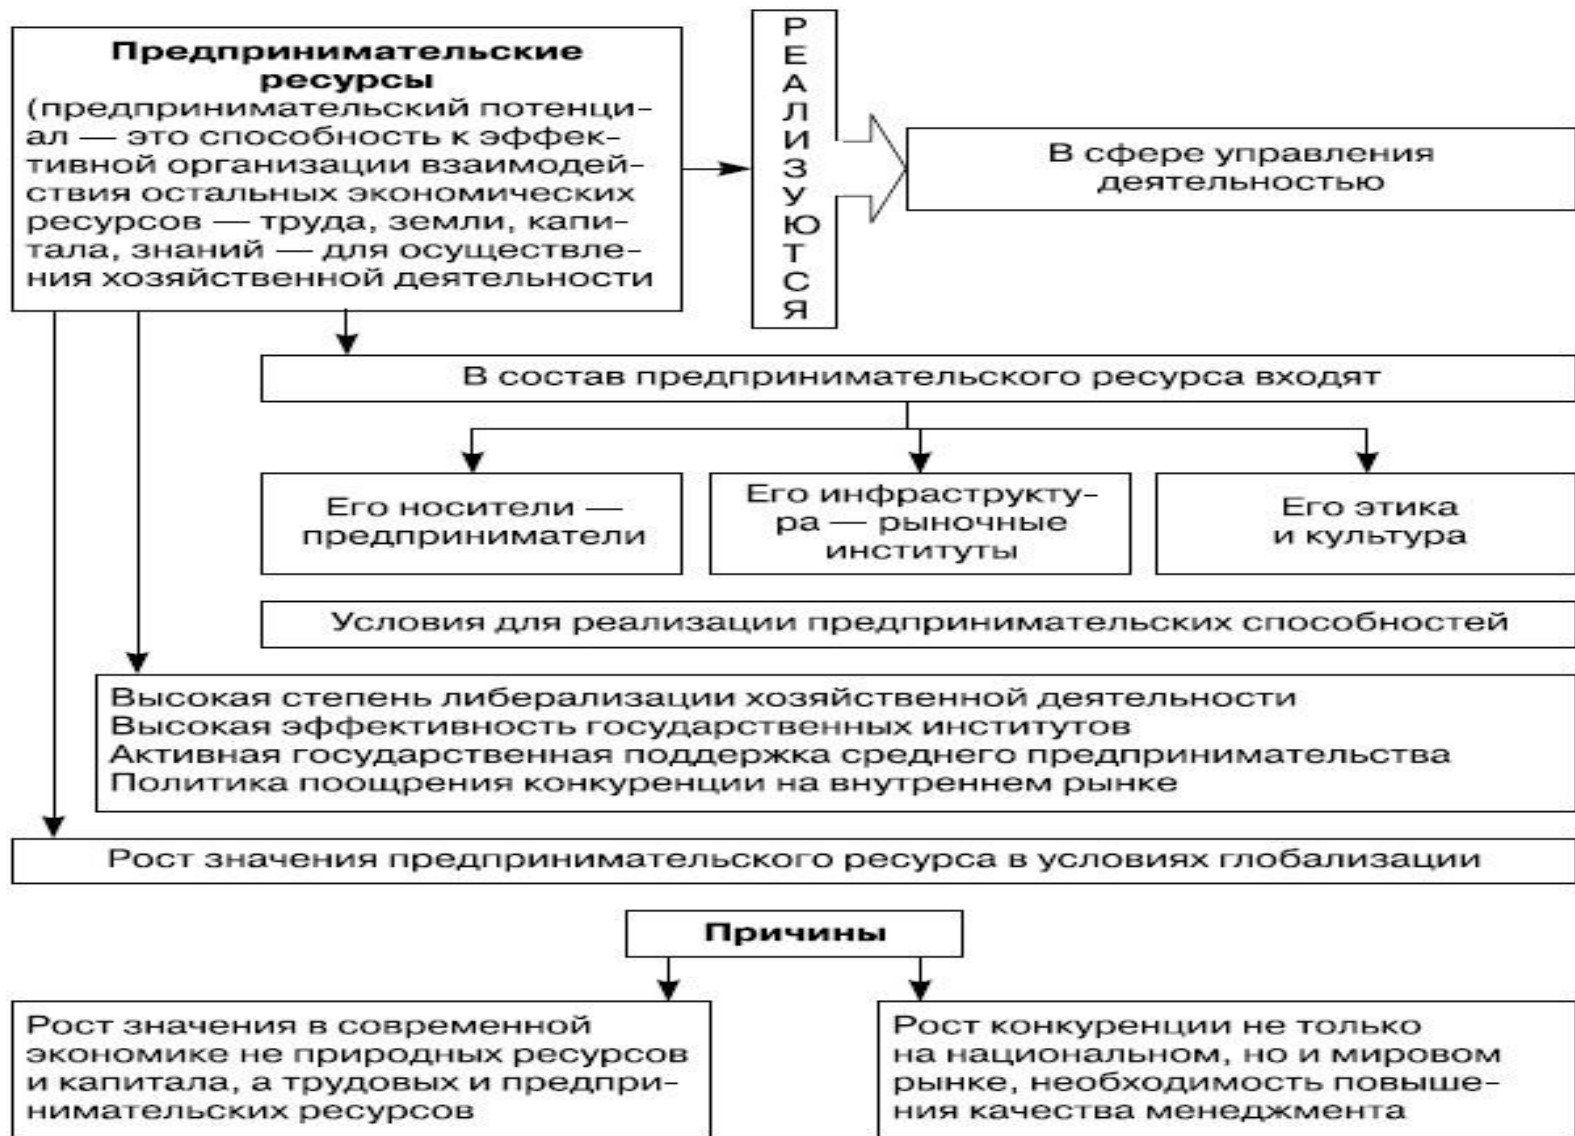 Предпринимательские
ресурсы
(предпринимательский потенци-
ал — это способность к эффек-
тивной организации взаимодей-
ствия остальных экономических
ресурсов — труда, земли, капи-
тала, знаний — для осуществле-
ния хозяйственной деятельности
РЕАЛИЗУЮТСЯ
В сфере управления
деятельностью
В состав предпринимательского ресурса входят
Его носители —
предприниматели
Его инфраструкту-
ра — рыночные
институты
Его этика
и культура
Условия для реализации предпринимательских способностей
Высокая степень либерализации хозяйственной деятельности
Высокая эффективность государственных институтов
Активная государственная поддержка среднего предпринимательства
Политика поощрения конкуренции на внутреннем рынке
Рост значения предпринимательского ресурса в условиях глобализации
Причины
Рост значения в современной
экономике не природных ресурсов
и капитала, а трудовых и предпри-
нимательских ресурсов
Рост конкуренции не только
на национальном, но и мировом
рынке, необходимость повыше-
ния качества менеджмента